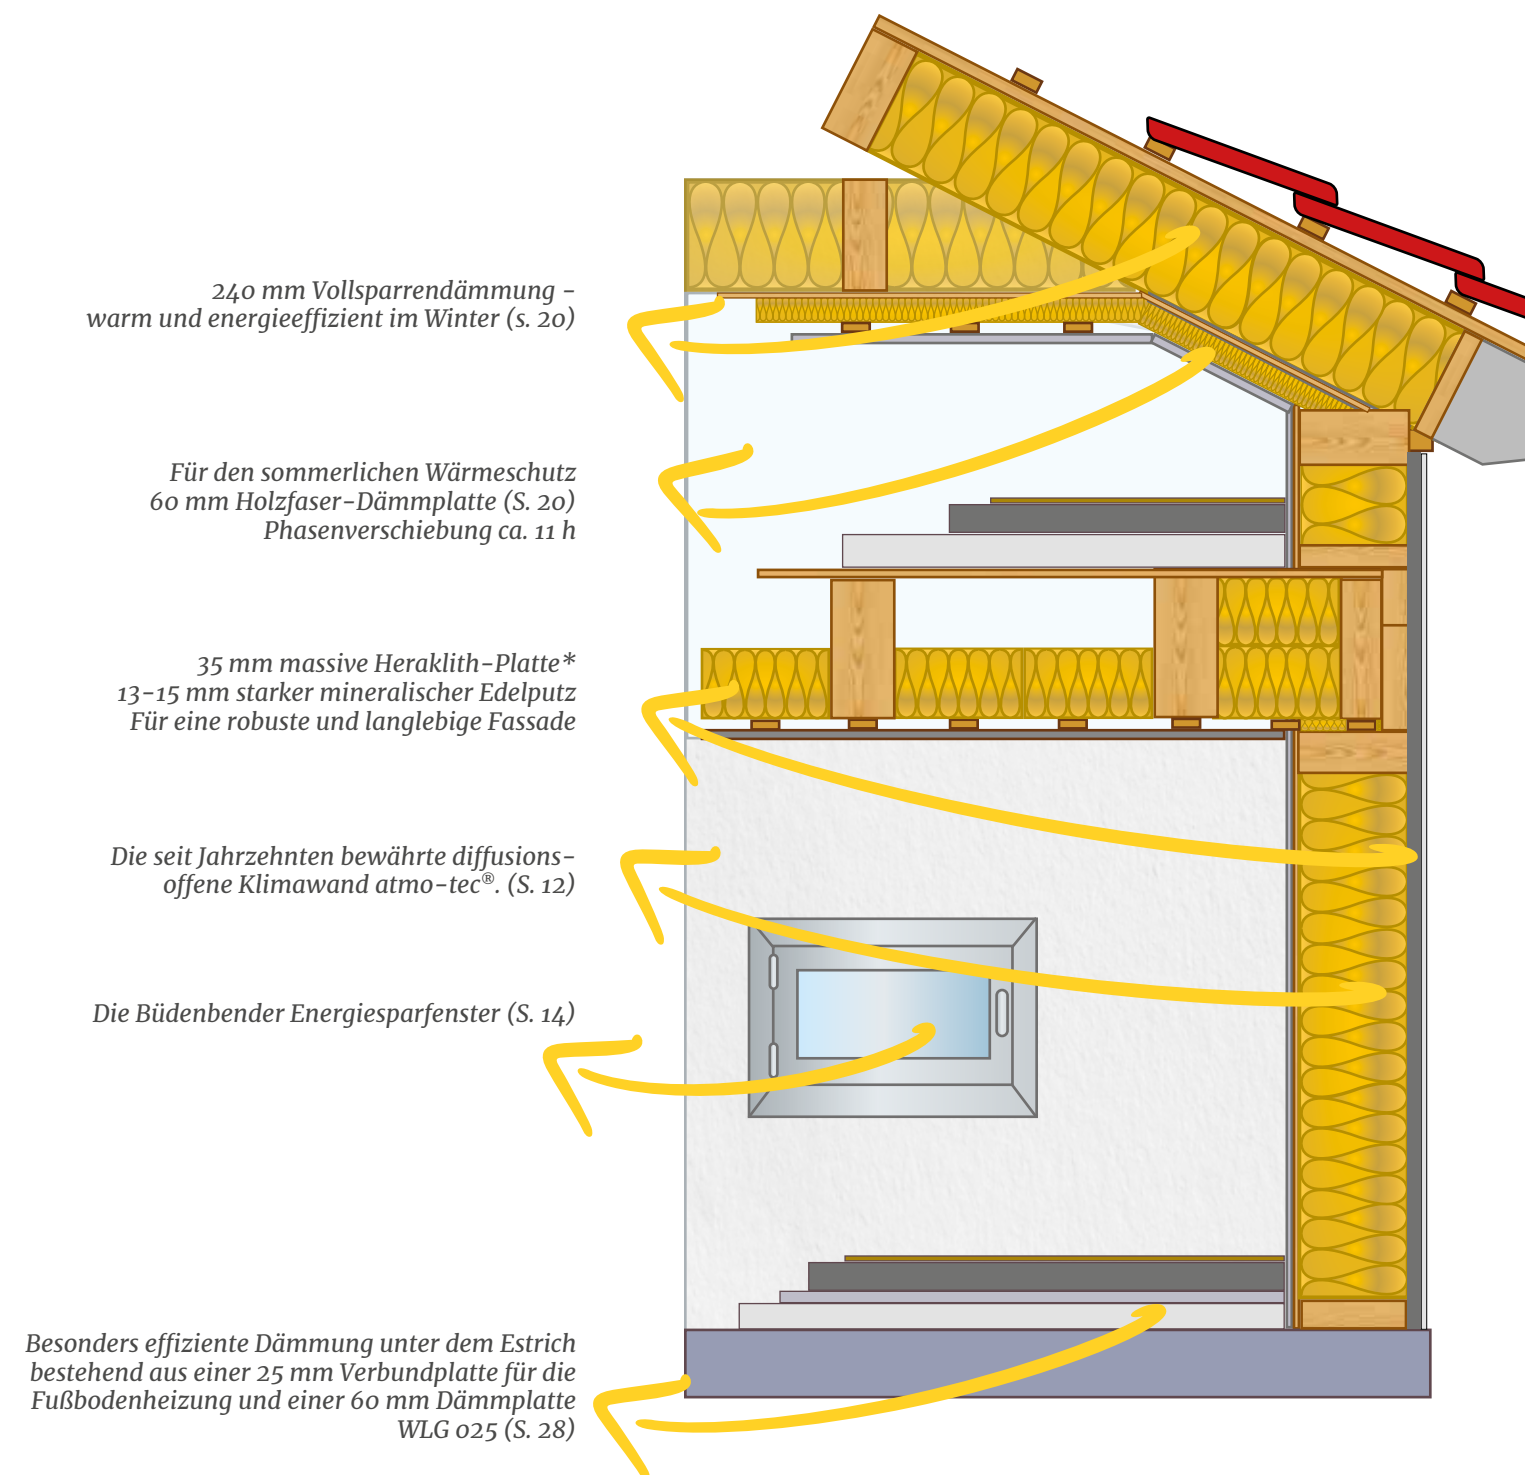 240 mm Vollsparrendämmung -
warm und energieeffizient im Winter (s. 20)
Für den sommerlichen Wärmeschutz
60 mm Holzfaser-Dämmplatte (S. 20)
Phasenverschiebung ca. 11 h
35 mm massive Heraklith-Platte*
13-15 mm starker mineralischer Edelputz
Für eine robuste und langlebige Fassade
Die seit Jahrzehnten bewährte diffusions-
offene Klimawand atmo-tec®. (S. 12)
Die Büdenbender Energiesparfenster (S. 14)
Besonders effiziente Dämmung unter dem Estrich
bestehend aus einer 25 mm Verbundplatte für die
Fußbodenheizung und einer 60 mm Dämmplatte
WLG 025 (S. 28)